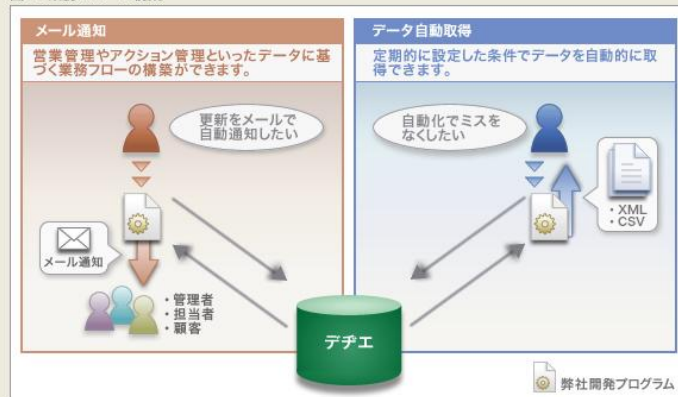 メール通知
営業管理やアクション管理といったデータに基
づく業務フローの構築ができます。
更新をメールで
自動通知したい
メール通知
・管理者
・担当者
・顧客
データ自動取得
定期的に設定した条件でデータを自動的に取
得できます。
自動化でミスを
なくしたい
・XML
・CSV
デヂエ
弊社開発プログラム